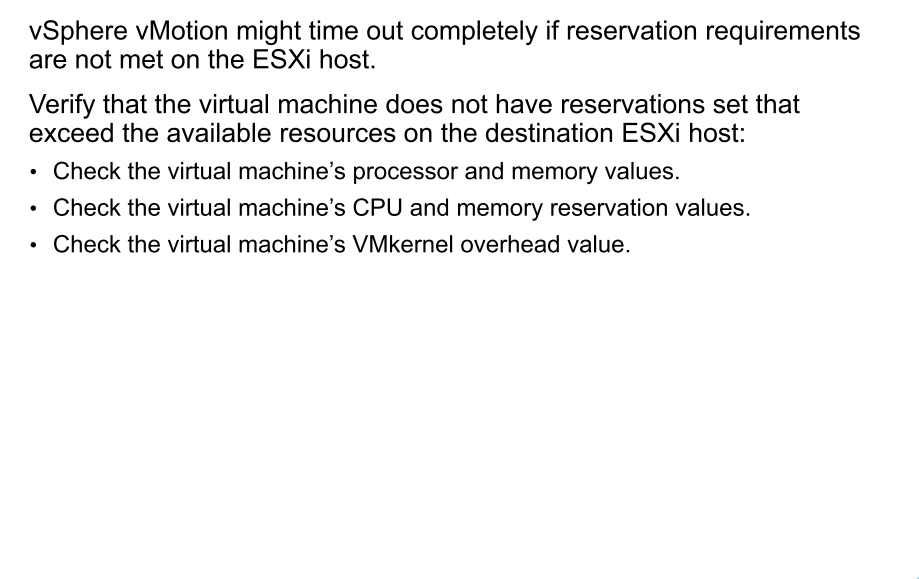 vSphere vMotion might time out completely if reservation requirements
are not met on the ESXi host.
Verify that the virtual machine does not have reservations set that
exceed the available resources on the destination ESXi host:
• Check the virtual machine’s processor and memory values.
• Check the virtual machine’s CPU and memory reservation values.
• Check the virtual machine’s VMkernel overhead value.